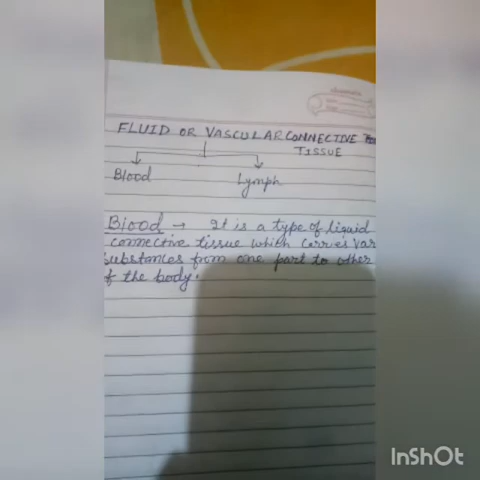 FLUID OR VASCULAR CONNECTIVE
TISSUE
Blood Lymph
Blood → It is a type of liquid
connective tissue which carries var
substances from one part to other
of the body.
InShOt